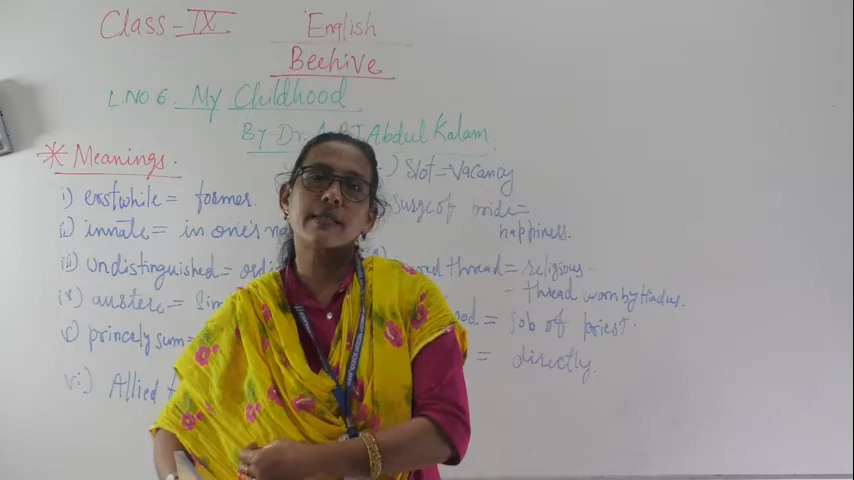 Class - IX English
Beehive
L.NO.6. My Childhood
By Dr. A.P.J Abdul Kalam.
* Meanings.
i) erstwhile = former.
ii) innate = in one's
iii) undistinguished =
iv) austere =
v) princely sum =
vi) Allied
) Slot = Vacancy
surge of pride =
happiness.
thread = religious -
- thread worn by Hindus.
= job of priest.
= directly.